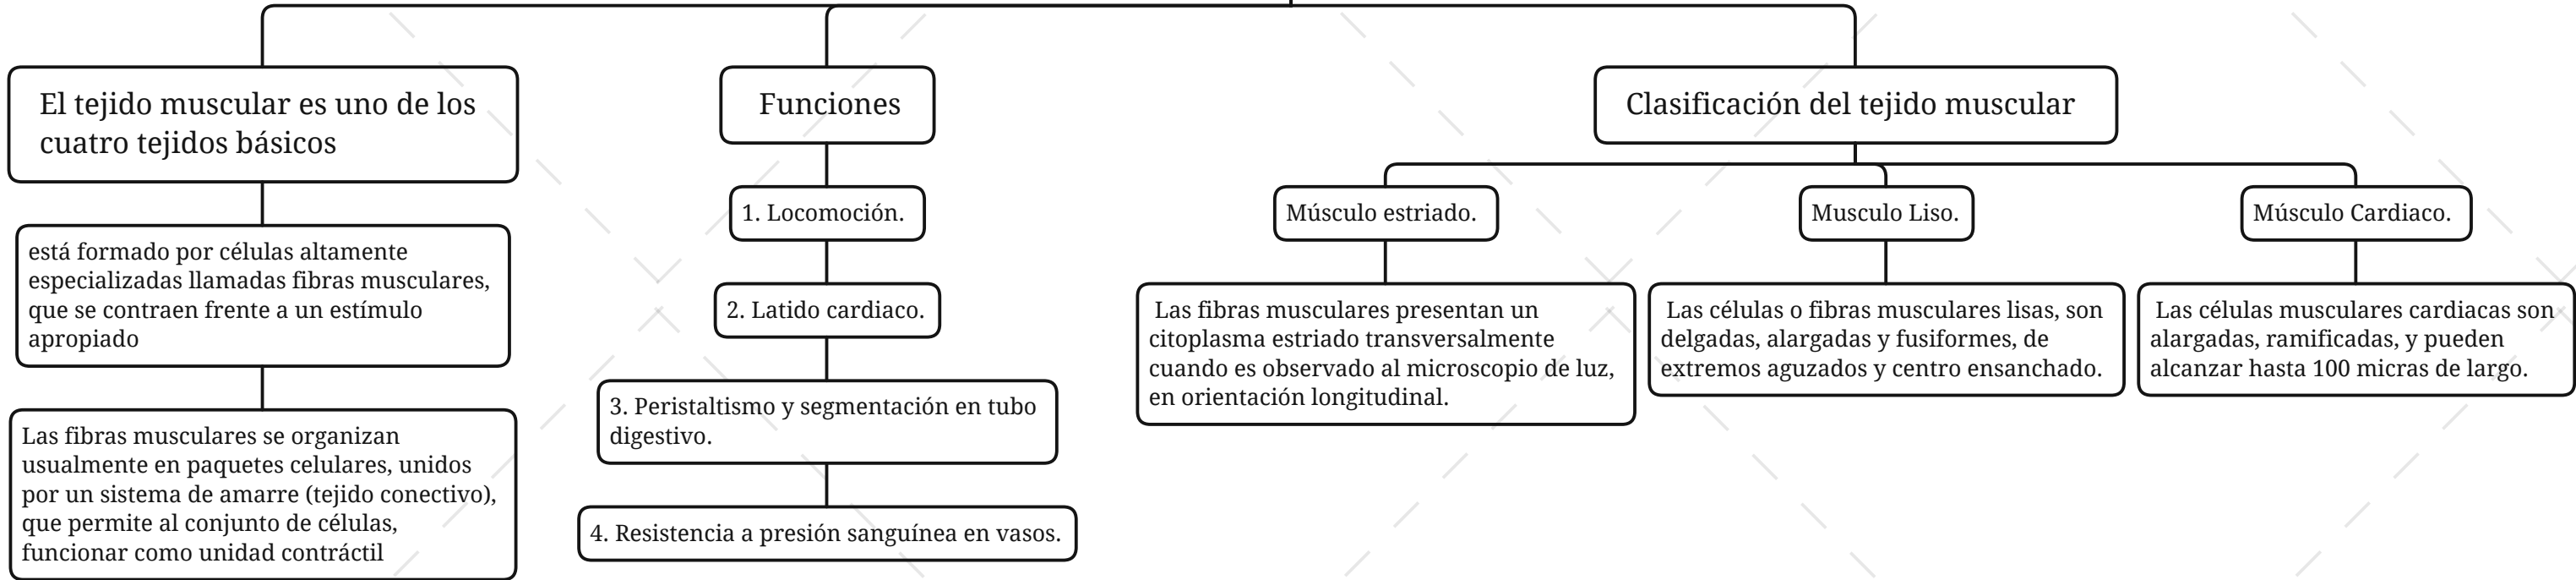 El tejido muscular es uno de los
cuatro tejidos básicos
está formado por células altamente
especializadas llamadas fibras musculares,
que se contraen frente a un estímulo
apropiado
Las fibras musculares se organizan
usualmente en paquetes celulares, unidos
por un sistema de amarre (tejido conectivo),
que permite al conjunto de células,
funcionar como unidad contráctil
Funciones
1. Locomoción.
2. Latido cardiaco.
3. Peristaltismo y segmentación en tubo
digestivo.
4. Resistencia a presión sanguínea en vasos.
Clasificación del tejido muscular
Músculo estriado.
Las fibras musculares presentan un
citoplasma estriado transversalmente
cuando es observado al microscopio de luz,
en orientación longitudinal.
Musculo Liso.
Las células o fibras musculares lisas, son
delgadas, alargadas y fusiformes, de
extremos aguzados y centro ensanchado.
Músculo Cardiaco.
Las células musculares cardiacas son
alargadas, ramificadas, y pueden
alcanzar hasta 100 micras de largo.